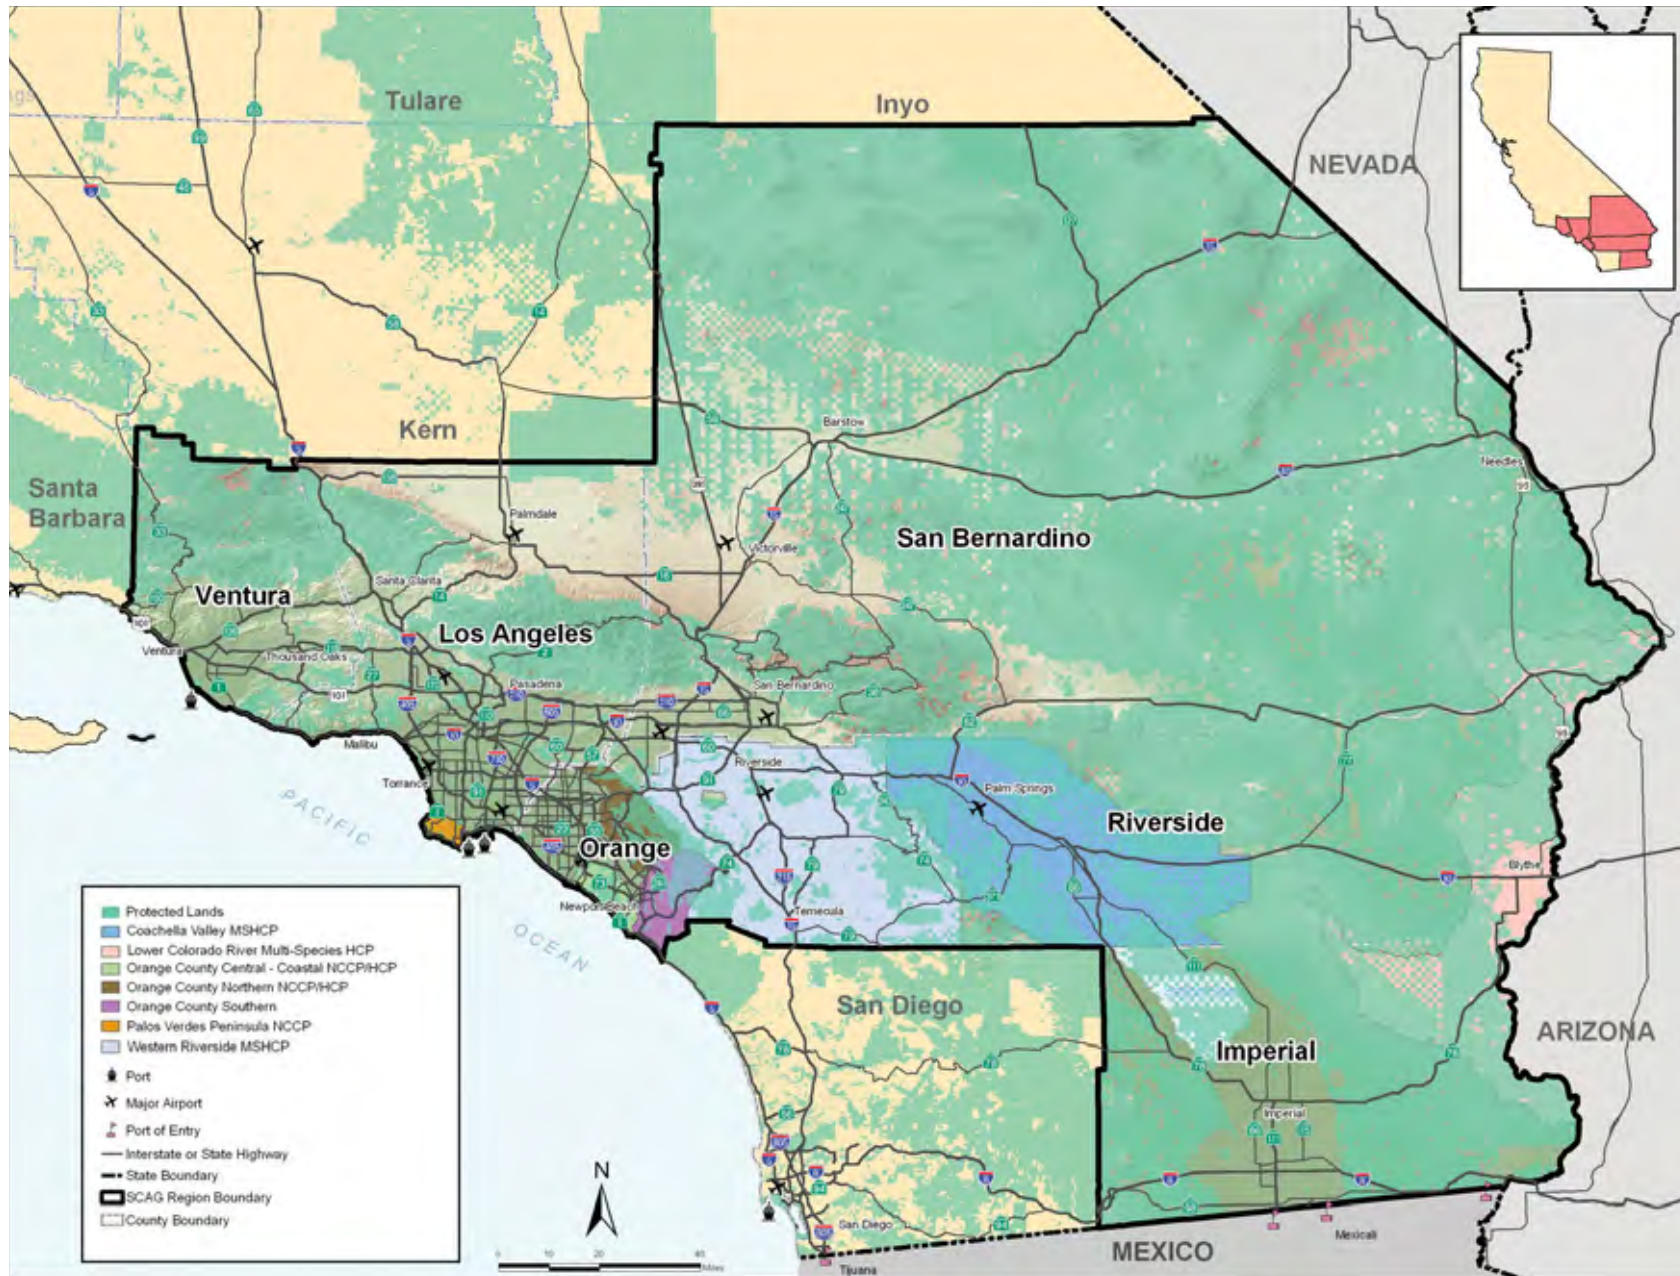 Tulare
Inyo
NEVADA
Kern
Santa
Barbara
Barstow
Needles
Palmdale
Victorville
San Bernardino
Santa Clarita
Ventura
Los Angeles
Ventura
Thousand Oaks
Pasadena
San Bernardino
Malibu
Torrance
Riverside
Palm Springs
Riverside
PACIFIC
OCEAN
Orange
Blythe
Newport Beach
Temecula
San Diego
Imperial
ARIZONA
Imperial
San Diego
Tijuana
Mexicali
MEXICO
Protected Lands
Coachella Valley MSHCP
Lower Colorado River Multi-Species HCP
Orange County Central - Coastal NCCP/HCP
Orange County Northern NCCP/HCP
Orange County Southern
Palos Verdes Peninsula NCCP
Western Riverside MSHCP
Port
Major Airport
Port of Entry
Interstate or State Highway
State Boundary
SCAG Region Boundary
County Boundary
N
0 10 20 40
Miles